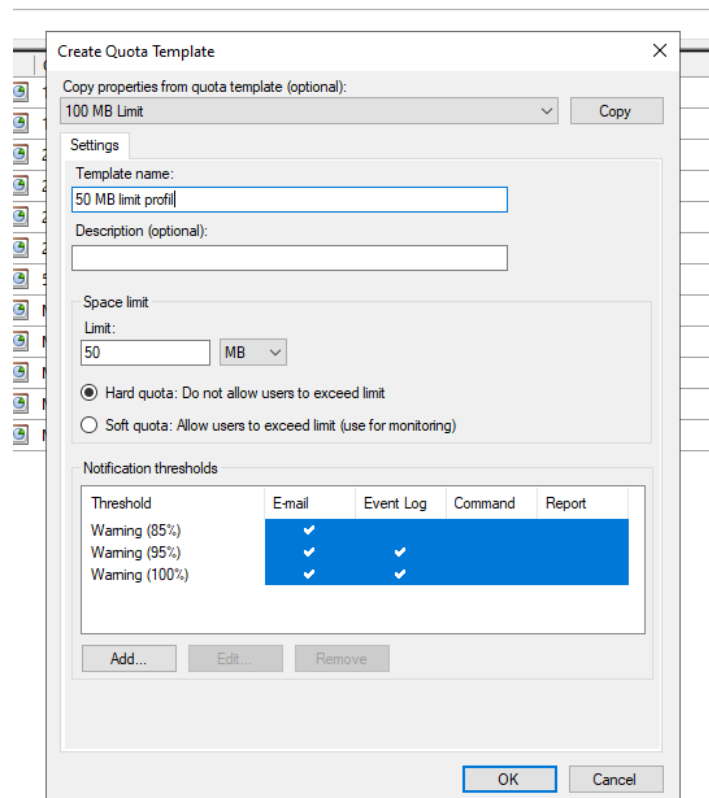 Create Quota Template
Copy properties from quota template (optional):
100 MB Limit
Copy
Settings
Template name:
50 MB limit profil
Description (optional):
Space limit
Limit:
50 MB
Hard quota: Do not allow users to exceed limit
Soft quota: Allow users to exceed limit (use for monitoring)
Notification thresholds
Threshold E-mail Event Log Command Report
Warning (85%)
Warning (95%)
Warning (100%)
Add... Edit... Remove
OK Cancel